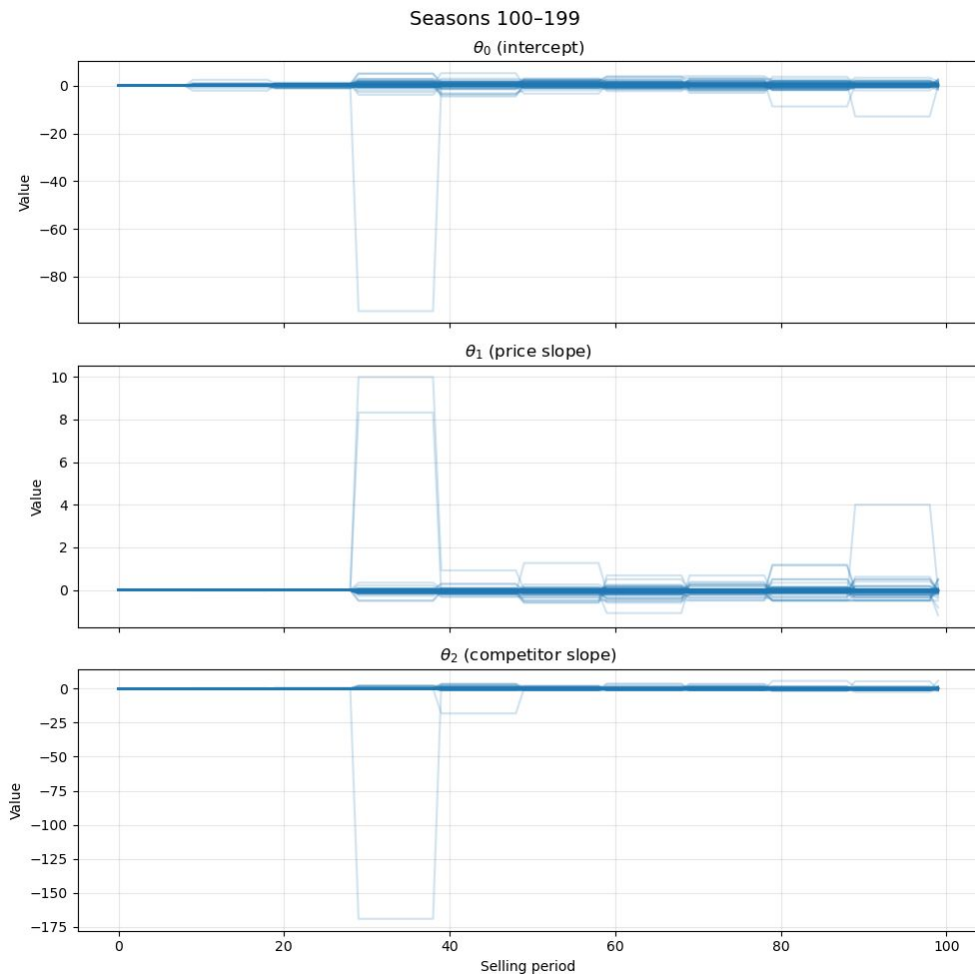 Seasons 100–199
θ₀ (intercept)
0
−20
−40
−60
−80
Value
θ₁ (price slope)
10
8
6
4
2
0
Value
θ₂ (competitor slope)
0
−25
−50
−75
−100
−125
−150
−175
Value
0 20 40 60 80 100
Selling period